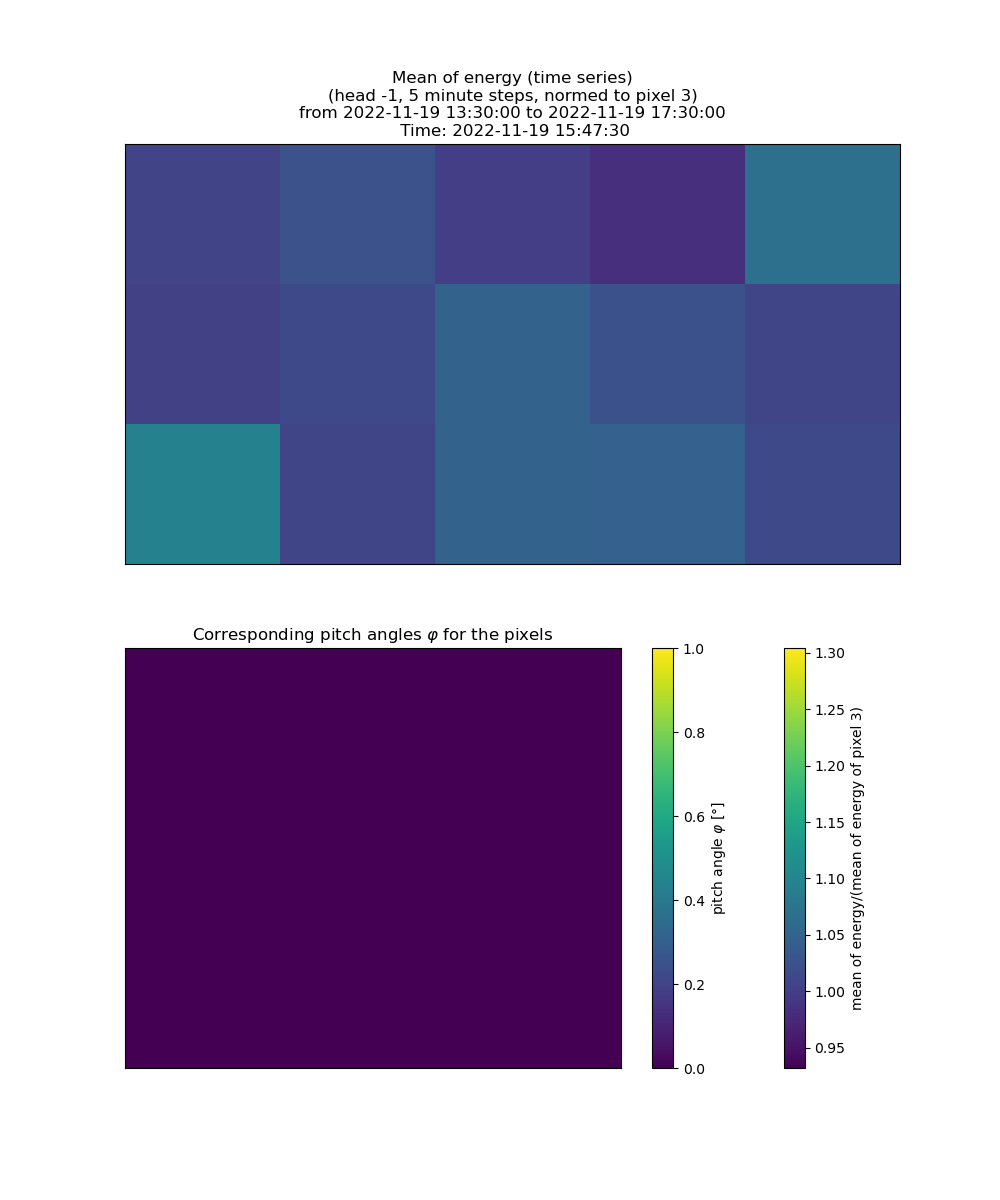 Mean of energy (time series)
(head -1, 5 minute steps, normed to pixel 3)
from 2022-11-19 13:30:00 to 2022-11-19 17:30:00
Time: 2022-11-19 15:47:30
Corresponding pitch angles φ for the pixels
1.0
0.8
0.6
0.4
0.2
0.0
pitch angle φ [°]
1.30
1.25
1.20
1.15
1.10
1.05
1.00
0.95
mean of energy/(mean of energy of pixel 3)